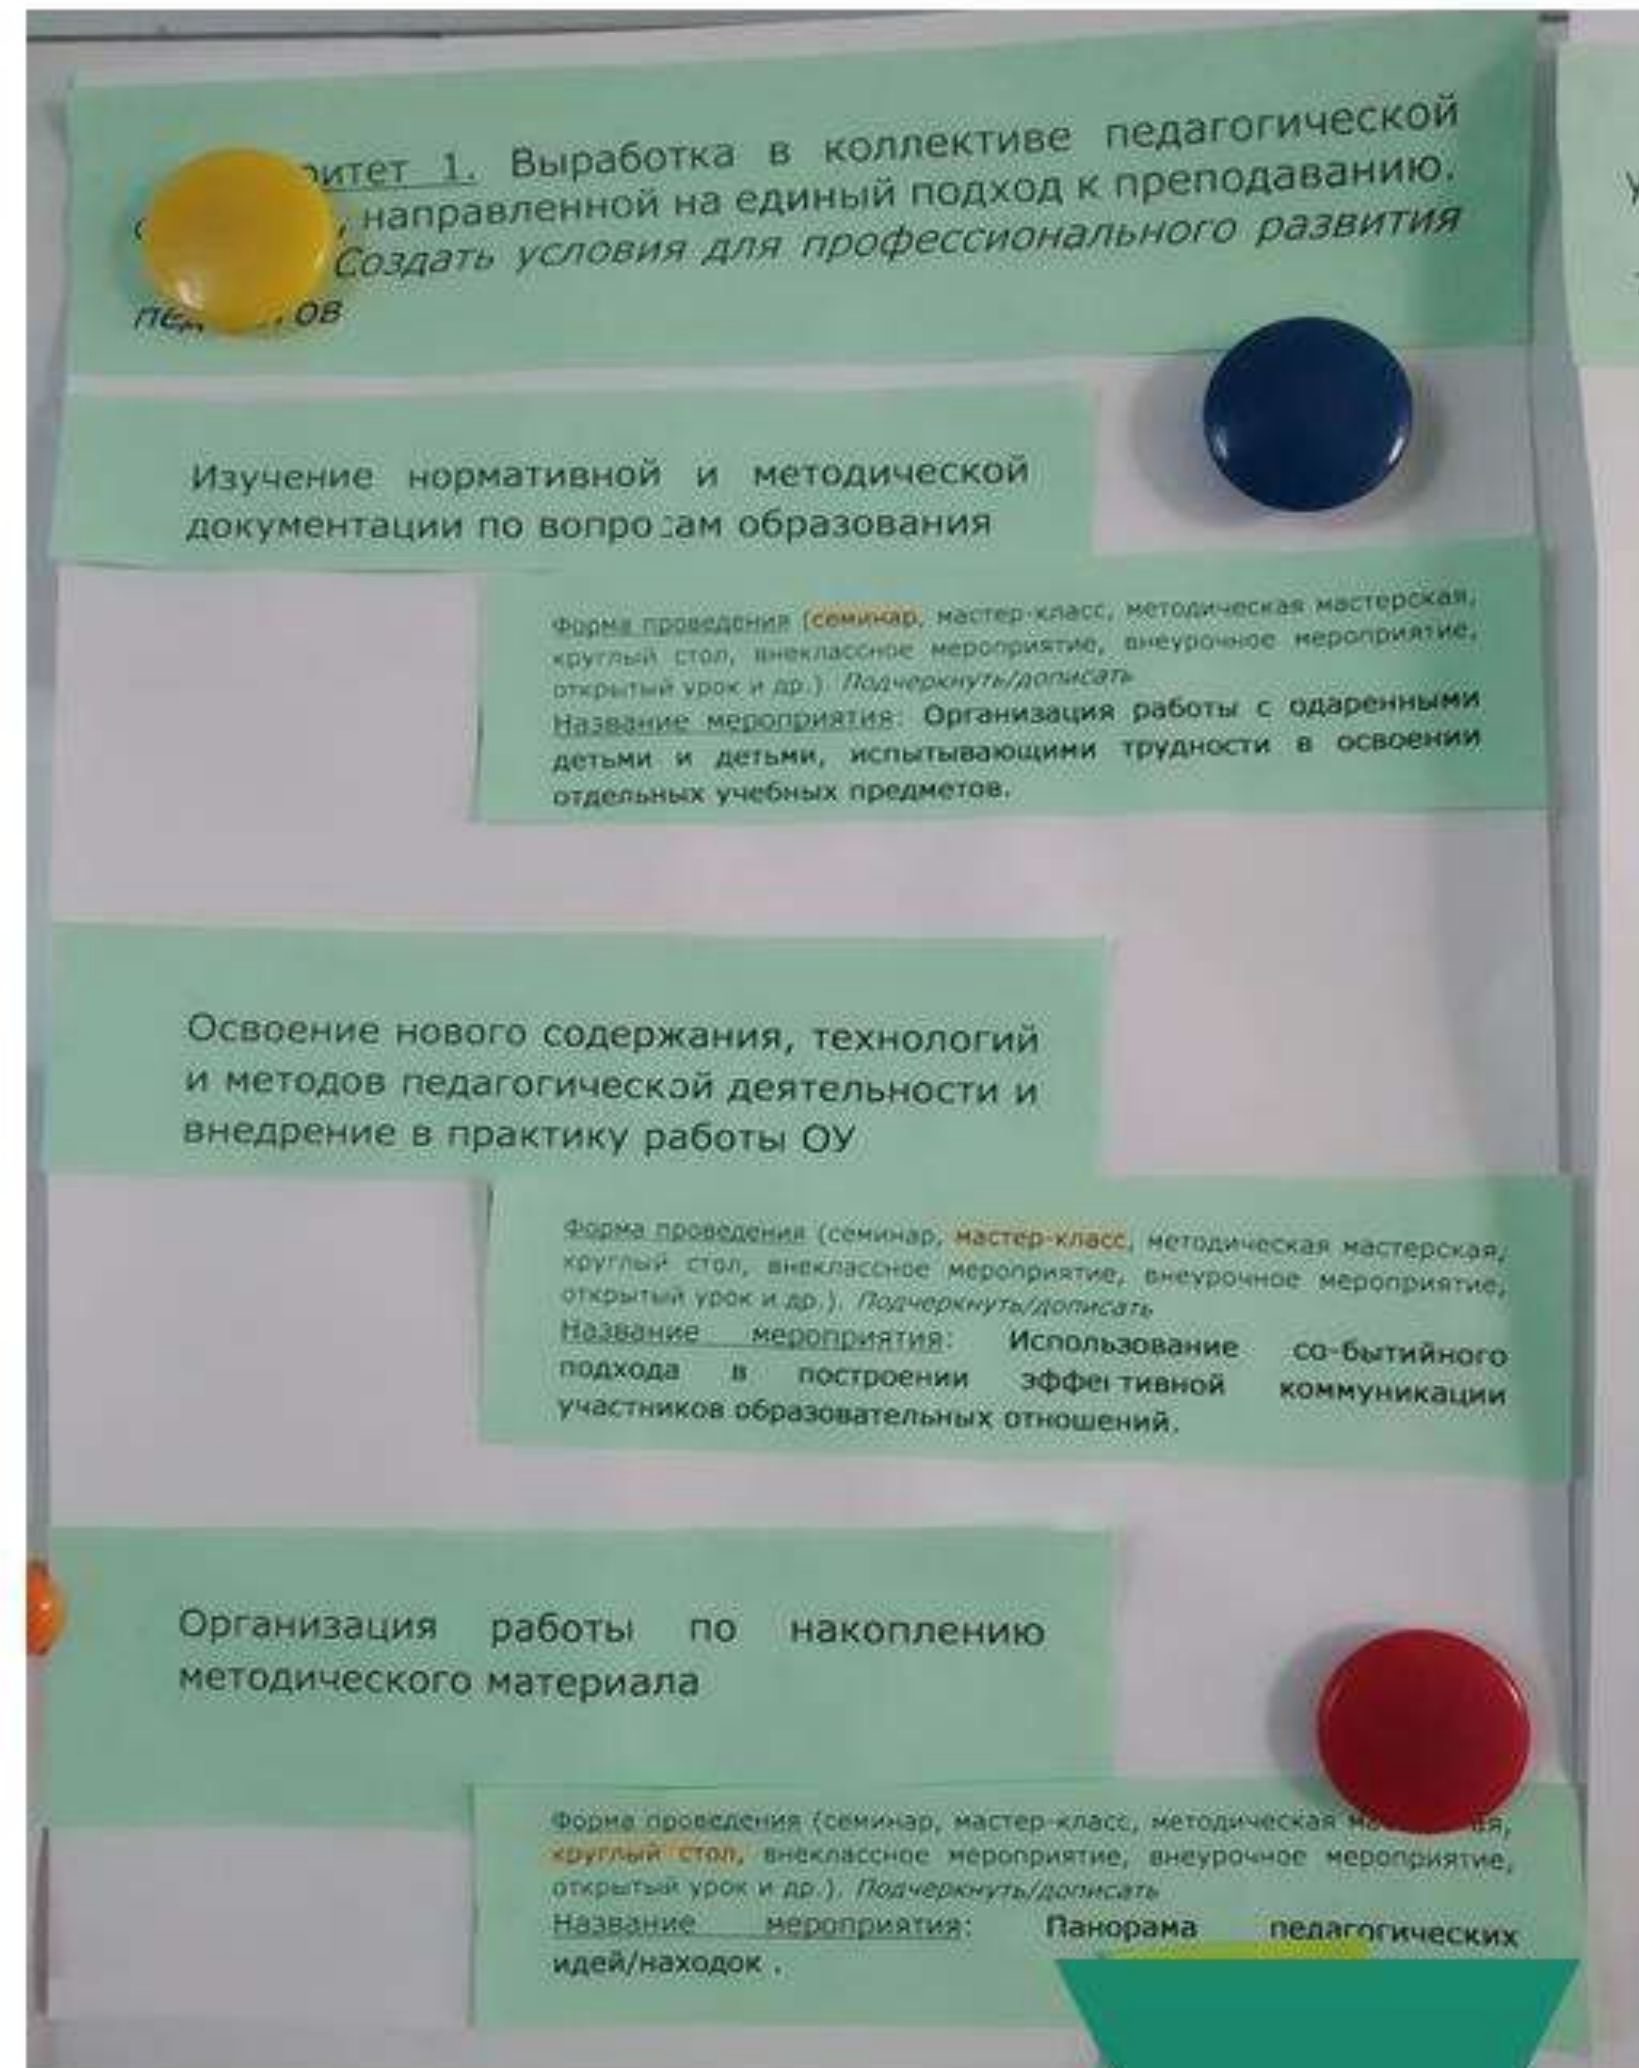 ритет 1. Выработка в коллективе педагогической
, направленной на единый подход к преподаванию.
Создать условия для профессионального развития
Изучение нормативной и методической
документации по вопросам образования
Форма проведения (семинар, мастер-класс, методическая мастерская,
круглый стол, внеклассное мероприятие, внеурочное мероприятие,
открытый урок и др.). Подчеркнуть/дописать
Название мероприятия: Организация работы с одаренными
детьми и детьми, испытывающими трудности в освоении
отдельных учебных предметов.
Освоение нового содержания, технологий
и методов педагогической деятельности и
внедрение в практику работы ОУ
Форма проведения (семинар, мастер-класс, методическая мастерская,
круглый стол, внеклассное мероприятие, внеурочное мероприятие,
открытый урок и др.). Подчеркнуть/дописать
Название мероприятия: Использование со-бытийного
подхода в построении эффективной коммуникации
участников образовательных отношений.
Организация работы по накоплению
методического материала
Форма проведения (семинар, мастер-класс, методическая
круглый стол, внеклассное мероприятие, внеурочное мероприятие,
открытый урок и др.). Подчеркнуть/дописать
Название мероприятия: Панорама педагогических
идей/находок .